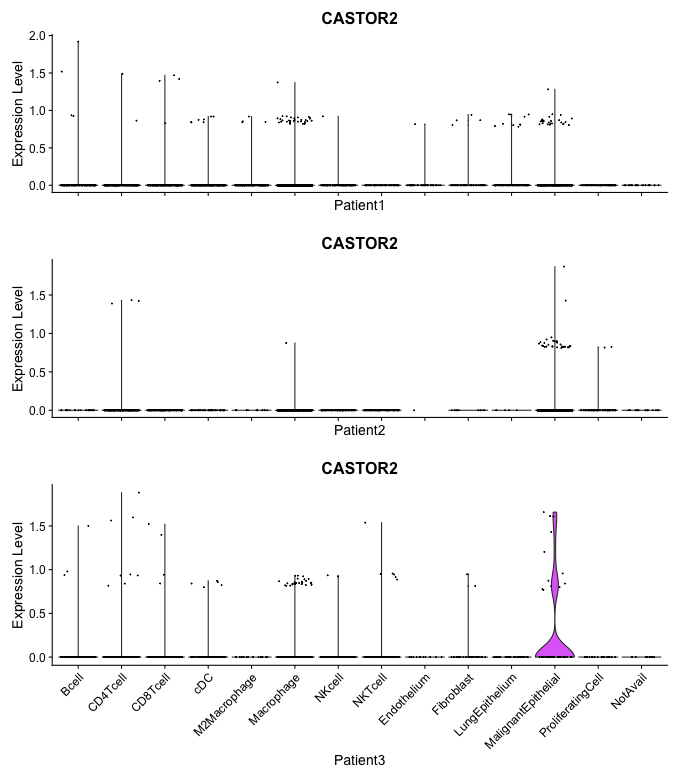 CASTOR2
Expression Level
2.0
1.5
1.0
0.5
0.0
Patient1
CASTOR2
Expression Level
1.5
1.0
0.5
0.0
Patient2
CASTOR2
Expression Level
1.5
1.0
0.5
0.0
Bcell
CD4Tcell
CD8Tcell
cDC
M2Macrophage
Macrophage
NKcell
NKTcell
Endothelium
Fibroblast
LungEpithelium
MalignantEpithelial
ProliferatingCell
NotAvail
Patient3